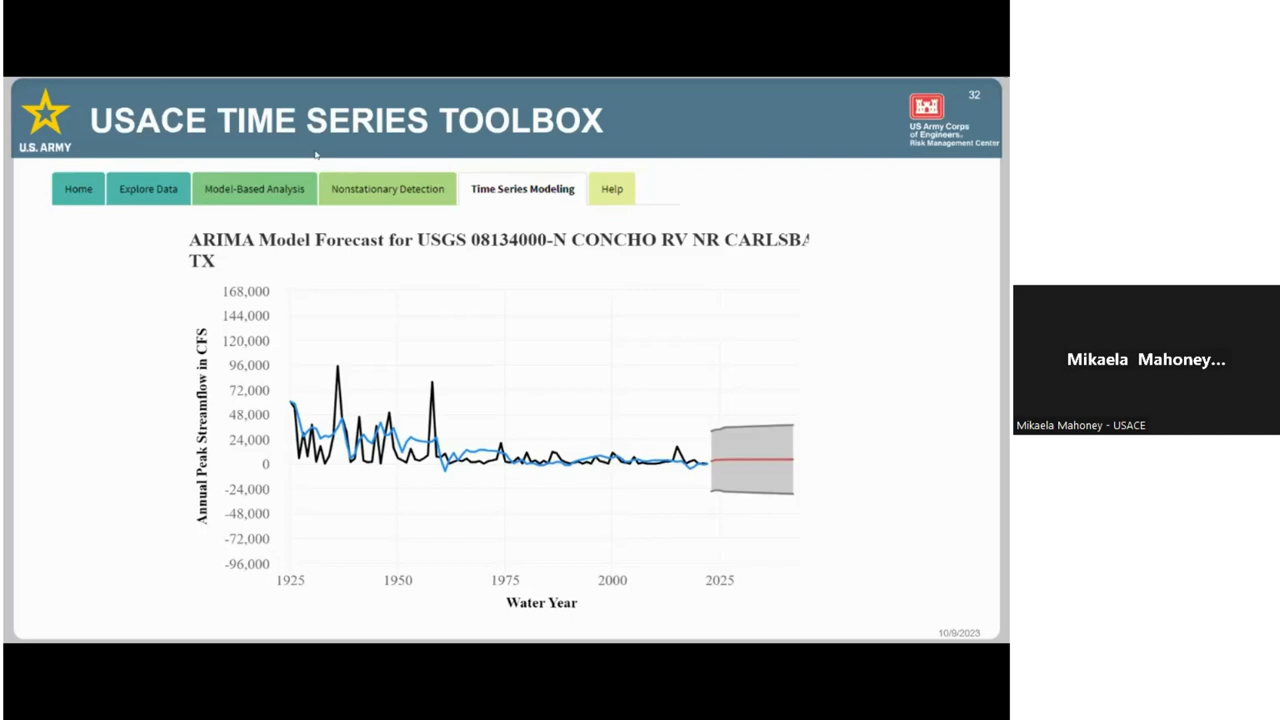 USACE TIME SERIES TOOLBOX
U.S. ARMY
32
US Army Corps
of Engineers®
Risk Management Center
Home
Explore Data
Model-Based Analysis
Nonstationary Detection
Time Series Modeling
Help
ARIMA Model Forecast for USGS 08134000-N CONCHO RV NR CARLSBA
TX
Annual Peak Streamflow in CFS
168,000
144,000
120,000
96,000
72,000
48,000
24,000
0
-24,000
-48,000
-72,000
-96,000
1925
1950
1975
2000
2025
Water Year
10/9/2023
Mikaela Mahoney...
Mikaela Mahoney - USACE